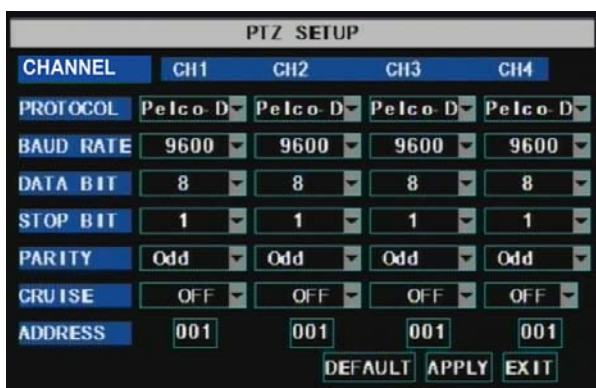 PTZ SETUP
CHANNEL CH1 CH2 CH3 CH4
PROTOCOL Pelco-D Pelco-D Pelco-D Pelco-D
BAUD RATE 9600 9600 9600 9600
DATA BIT 8 8 8 8
STOP BIT 1 1 1 1
PARITY Odd Odd Odd Odd
CRUISE OFF OFF OFF OFF
ADDRESS 001 001 001 001
DEFAULT APPLY EXIT